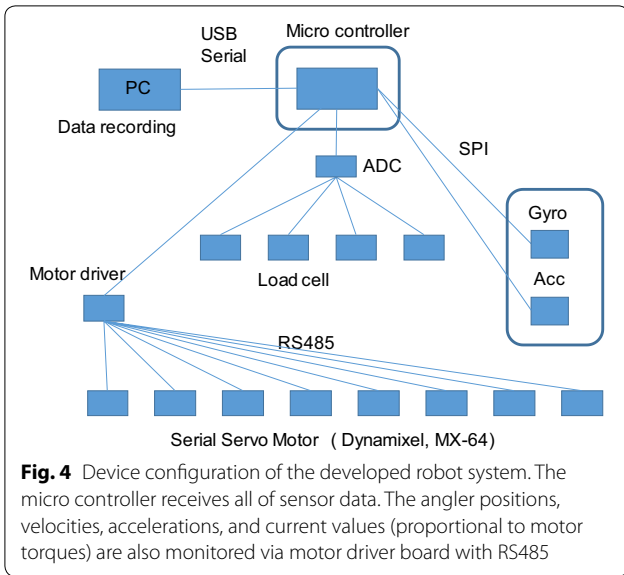 USB
Serial
Micro controller
PC
Data recording
SPI
ADC
Gyro
Motor driver
Load cell
Acc
RS485
Serial Servo Motor ( Dynamixel, MX-64)
Fig. 4 Device configuration of the developed robot system. The
micro controller receives all of sensor data. The angler positions,
velocities, accelerations, and current values (proportional to motor
torques) are also monitored via motor driver board with RS485